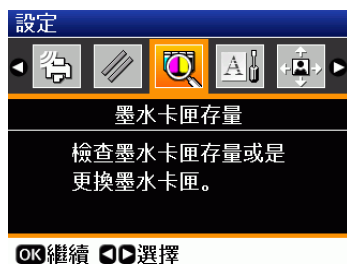 設定
墨水卡匣存量
檢查墨水卡匣存量或是
更換墨水卡匣。
OK繼續 ◀▶選擇